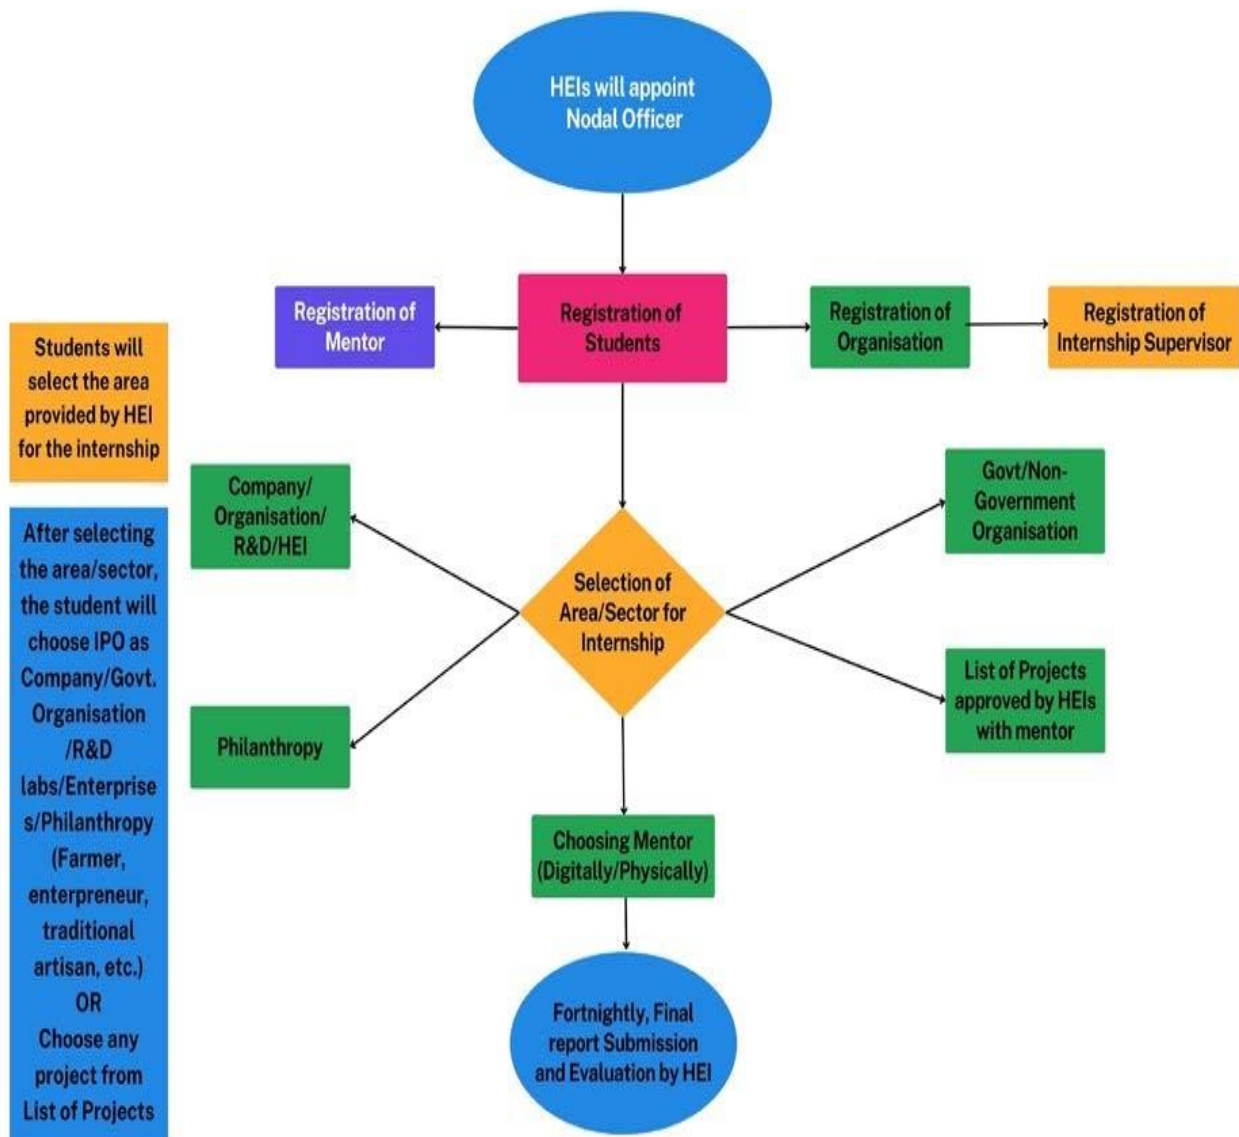 HEIs will appoint
Nodal Officer
Registration of
Mentor
Registration of
Students
Registration of
Organisation
Registration of
Internship Supervisor
Students will
select the area
provided by HEI
for the internship
Company/
Organisation/
R&D/HEI
Govt/Non-
Government
Organisation
Selection of
Area/Sector for
Internship
After selecting
the area/sector,
the student will
choose IPO as
Company/Govt.
Organisation
/R&D
labs/Enterprise
s/Philanthropy
(Farmer,
enterpreneur,
traditional
artisan, etc.)
OR
Choose any
project from
List of Projects
Philanthropy
List of Projects
approved by HEIs
with mentor
Choosing Mentor
(Digitally/Physically)
Fortnightly, Final
report Submission
and Evaluation by HEI